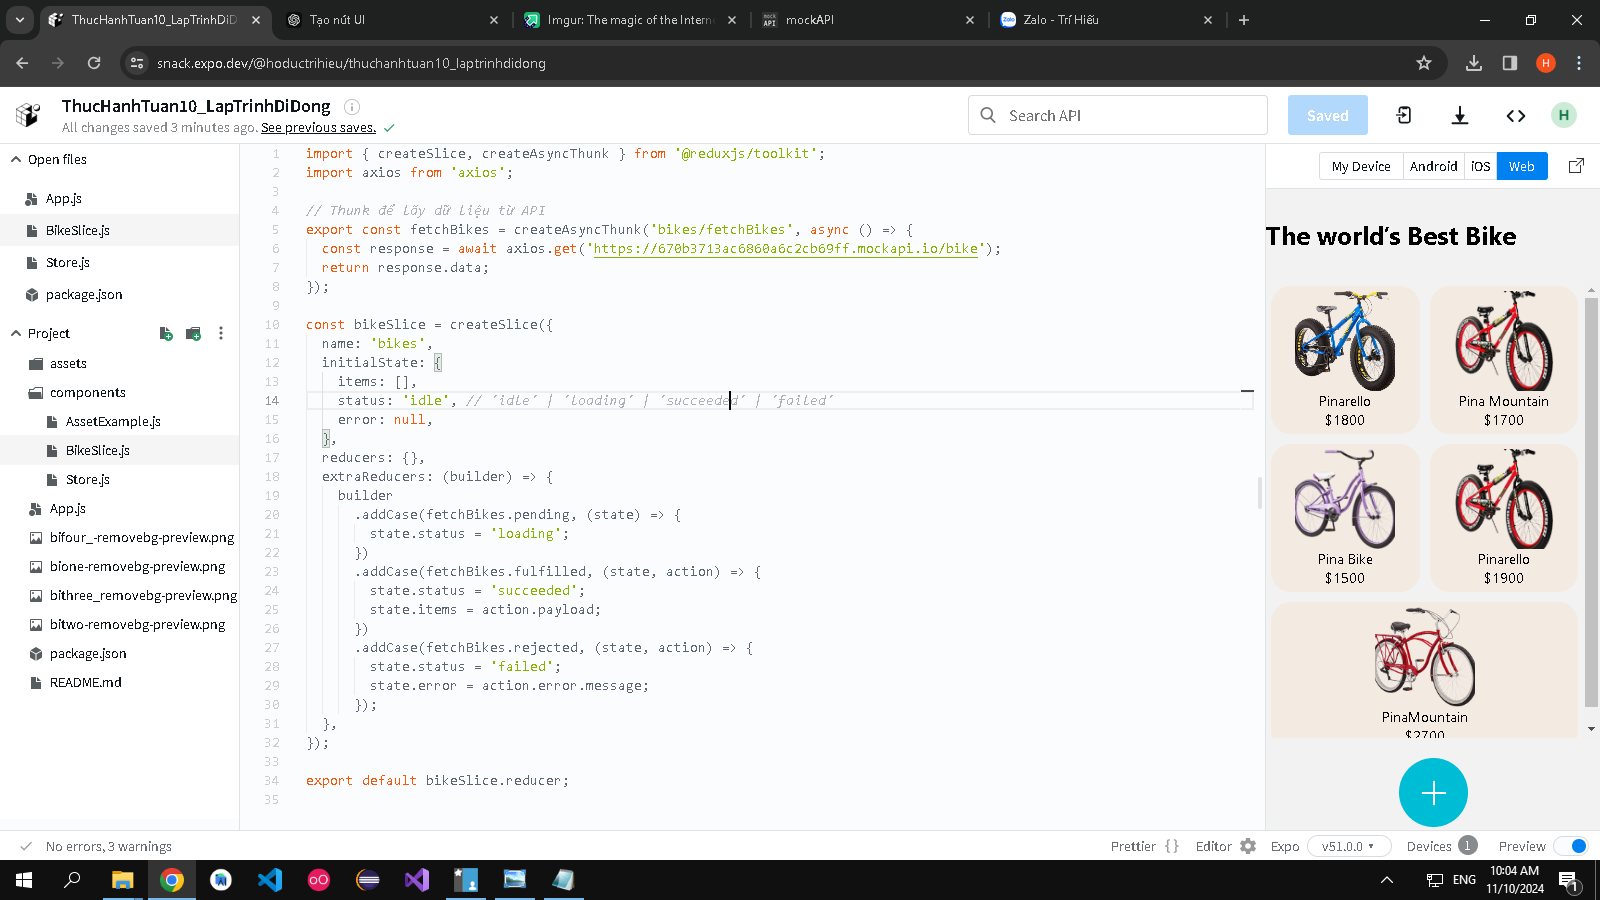 ThucHanhTuan10_LapTrinhDiD
Tạo nút UI
Imgur: The magic of the Intern
mockAPI
Zalo - Trí Hiếu
snack.expo.dev/@hoductrihieu/thuchanhtuan10_laptrinhdidong
H
ThucHanhTuan10_LapTrinhDiDong
All changes saved 3 minutes ago. See previous saves.
Search API
Saved
H
Open files
App.js
BikeSlice.js
Store.js
package.json
Project
assets
components
AssetExample.js
BikeSlice.js
Store.js
App.js
bifour_-removebg-preview.png
bione-removebg-preview.png
bithree_removebg-preview.png
bitwo-removebg-preview.png
package.json
README.md
1 import { createSlice, createAsyncThunk } from '@reduxjs/toolkit';
2 import axios from 'axios';
3
4 // Thunk để lấy dữ liệu từ API
5 export const fetchBikes = createAsyncThunk('bikes/fetchBikes', async () => {
6 const response = await axios.get('https://670b3713ac6860a6c2cb69ff.mockapi.io/bike');
7 return response.data;
8 });
9
10 const bikeSlice = createSlice({
11 name: 'bikes',
12 initialState: {
13 items: [],
14 status: 'idle', // 'idle' | 'loading' | 'succeeded' | 'failed'
15 error: null,
16 },
17 reducers: {},
18 extraReducers: (builder) => {
19 builder
20 .addCase(fetchBikes.pending, (state) => {
21 state.status = 'loading';
22 })
23 .addCase(fetchBikes.fulfilled, (state, action) => {
24 state.status = 'succeeded';
25 state.items = action.payload;
26 })
27 .addCase(fetchBikes.rejected, (state, action) => {
28 state.status = 'failed';
29 state.error = action.error.message;
30 });
31 },
32 });
33
34 export default bikeSlice.reducer;
35
My Device
Android
iOS
Web
The world's Best Bike
Pinarello
$1800
Pina Mountain
$1700
Pina Bike
$1500
Pinarello
$1900
PinaMountain
$2700
No errors, 3 warnings
Prettier { }
Editor
Expo
v51.0.0
Devices 1
Preview
ENG
10:04 AM
11/10/2024
1